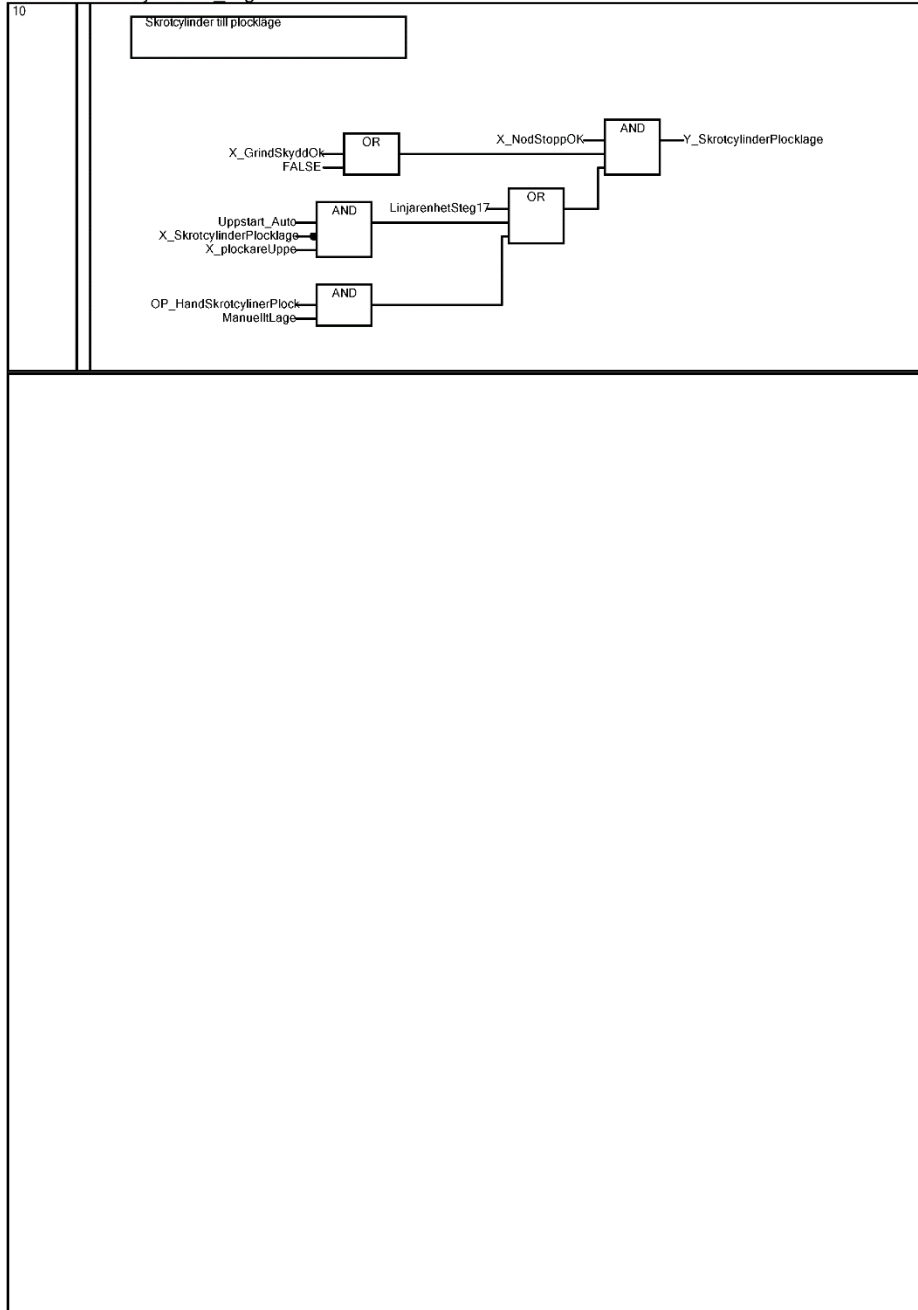 10
Skrotcylinder till plockläge
X_GrindSkyddOk
FALSE
OR
X_NodStoppOK
AND
Y_SkrotcylinderPlocklage
Uppstart_Auto
X_SkrotcylinderPlocklage
X_plockareUppe
AND
LinjarenhetSteg17
OR
OP_HandSkrotcylinerPlock
ManuelltLage
AND